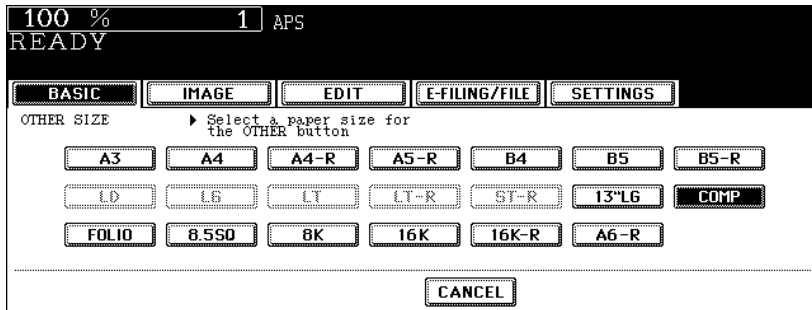 100 % 1 APS
READY
BASIC IMAGE EDIT E-FILING/FILE SETTINGS
OTHER SIZE Select a paper size for
the OTHER button
A3 A4 A4-R A5-R B4 B5 B5-R
LD LG LT LT-R ST-R 13"LG COMP
FOLIO 8.5SQ 8K 16K 16K-R A6-R
CANCEL